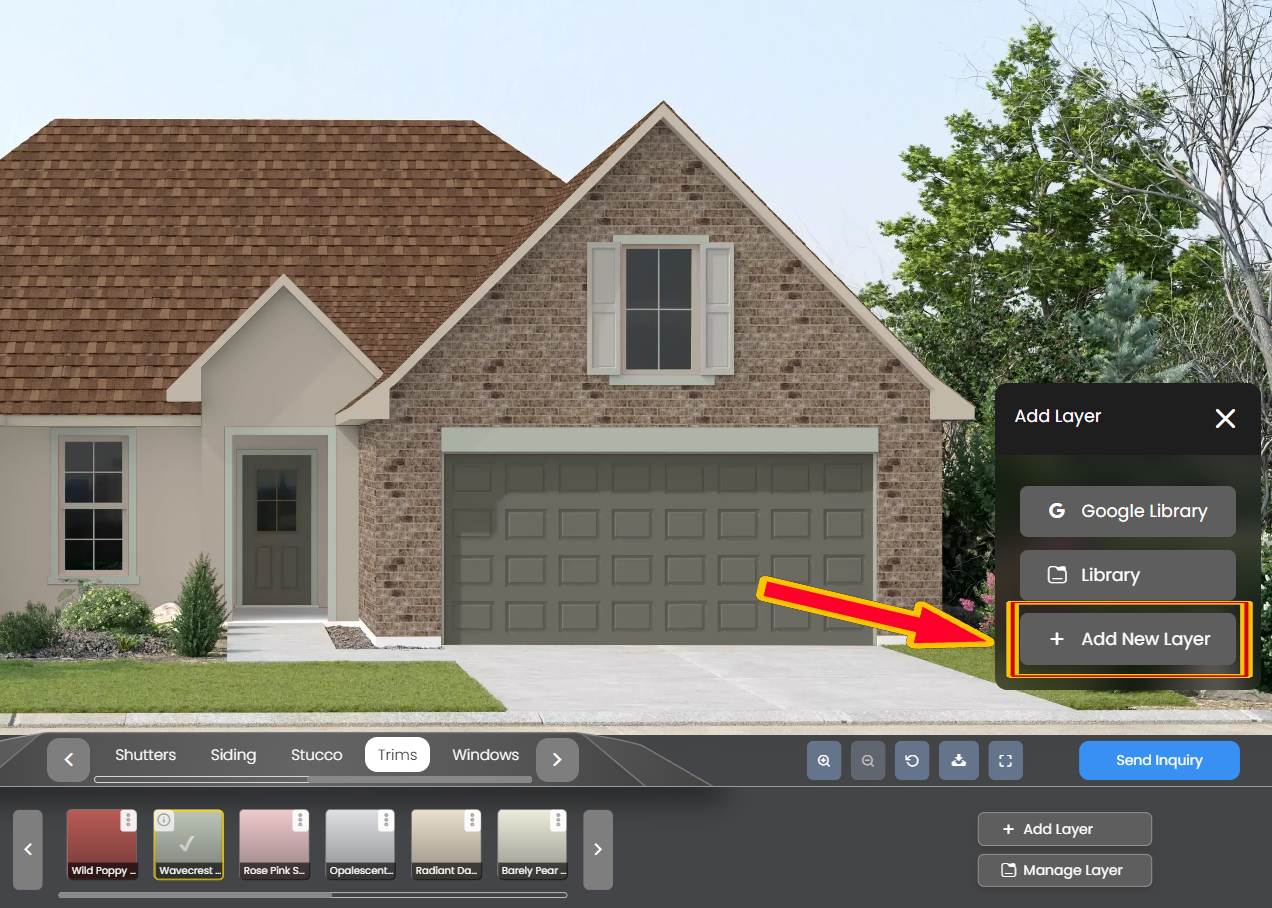 Add Layer
Google Library
Library
Add New Layer
Shutters
Siding
Stucco
Trims
Windows
Send Inquiry
Wild Poppy ...
Wavecrest ...
Rose Pink S...
Opalescent...
Radiant Da...
Barely Pear ...
Add Layer
Manage Layer